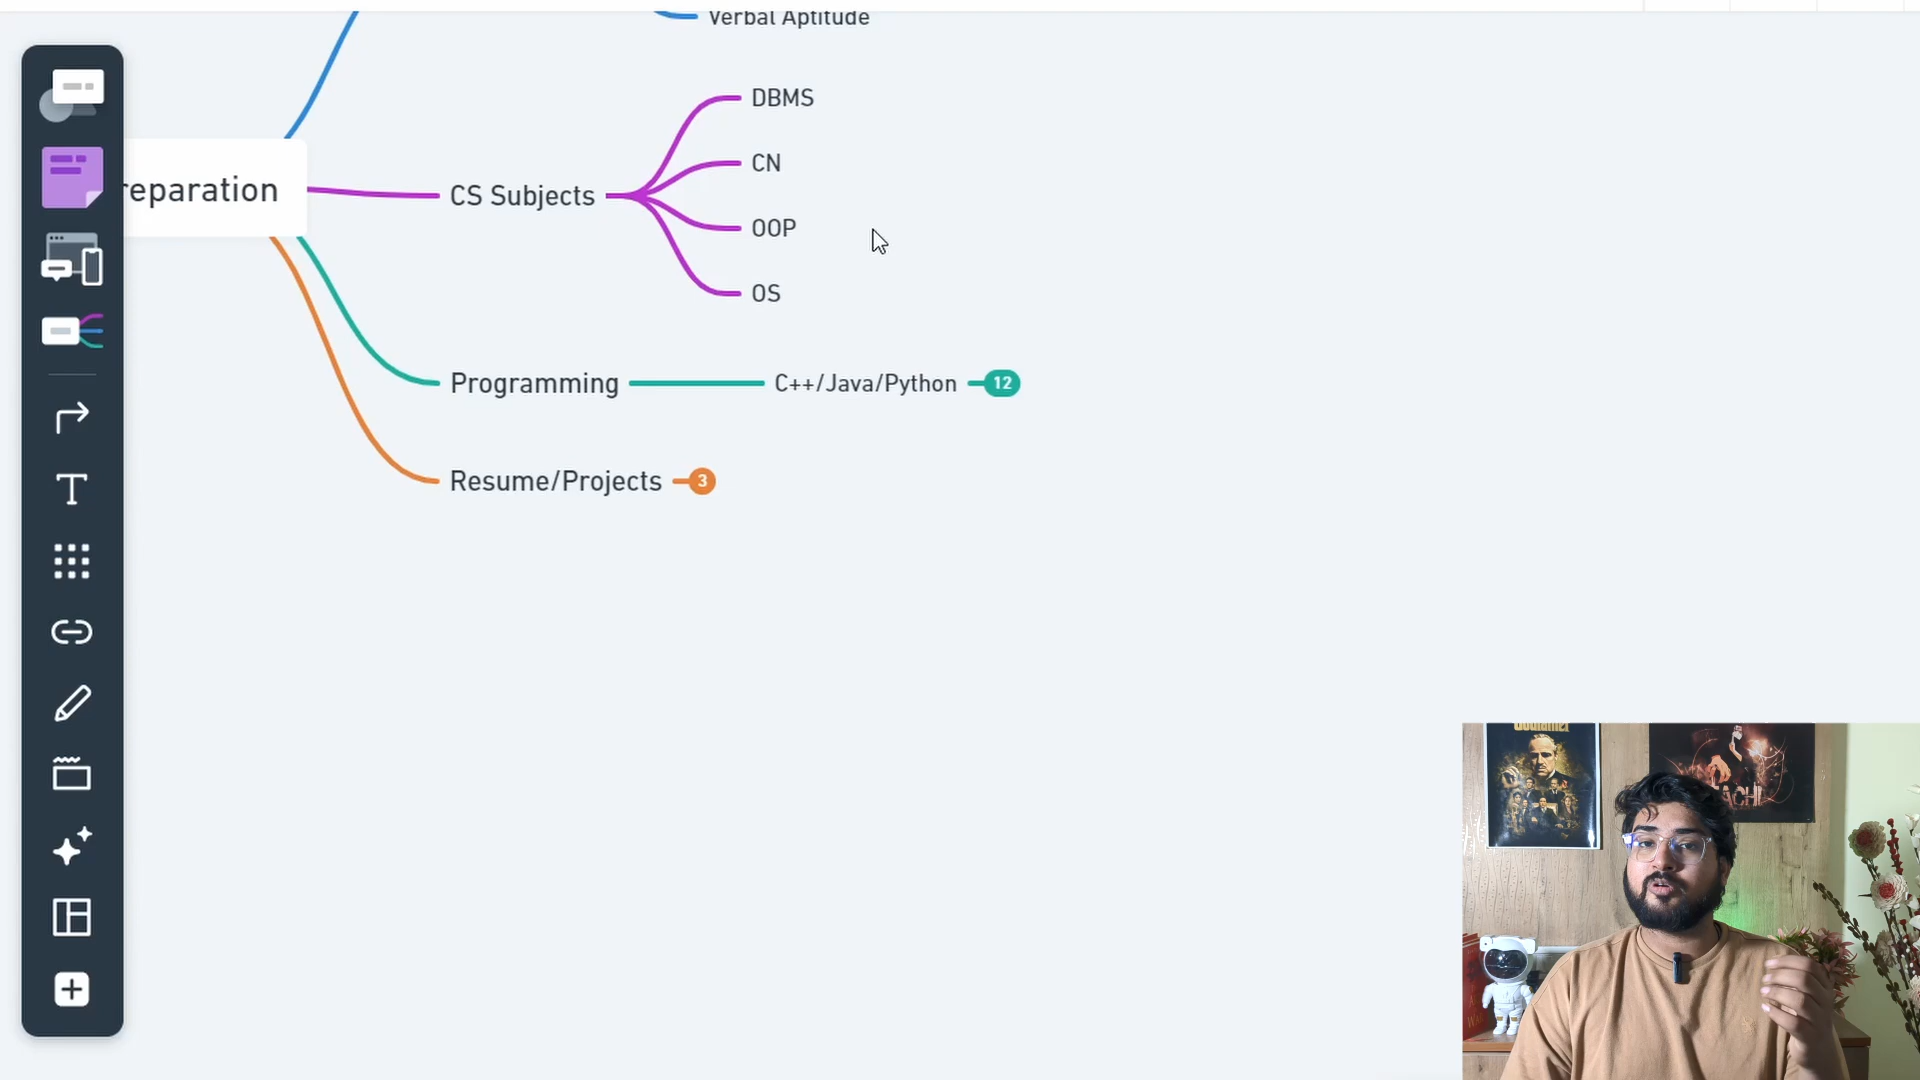 Verbal Aptitude
DBMS
CN
reparation
CS Subjects
OOP
OS
Programming
C++/Java/Python
12
Resume/Projects
3